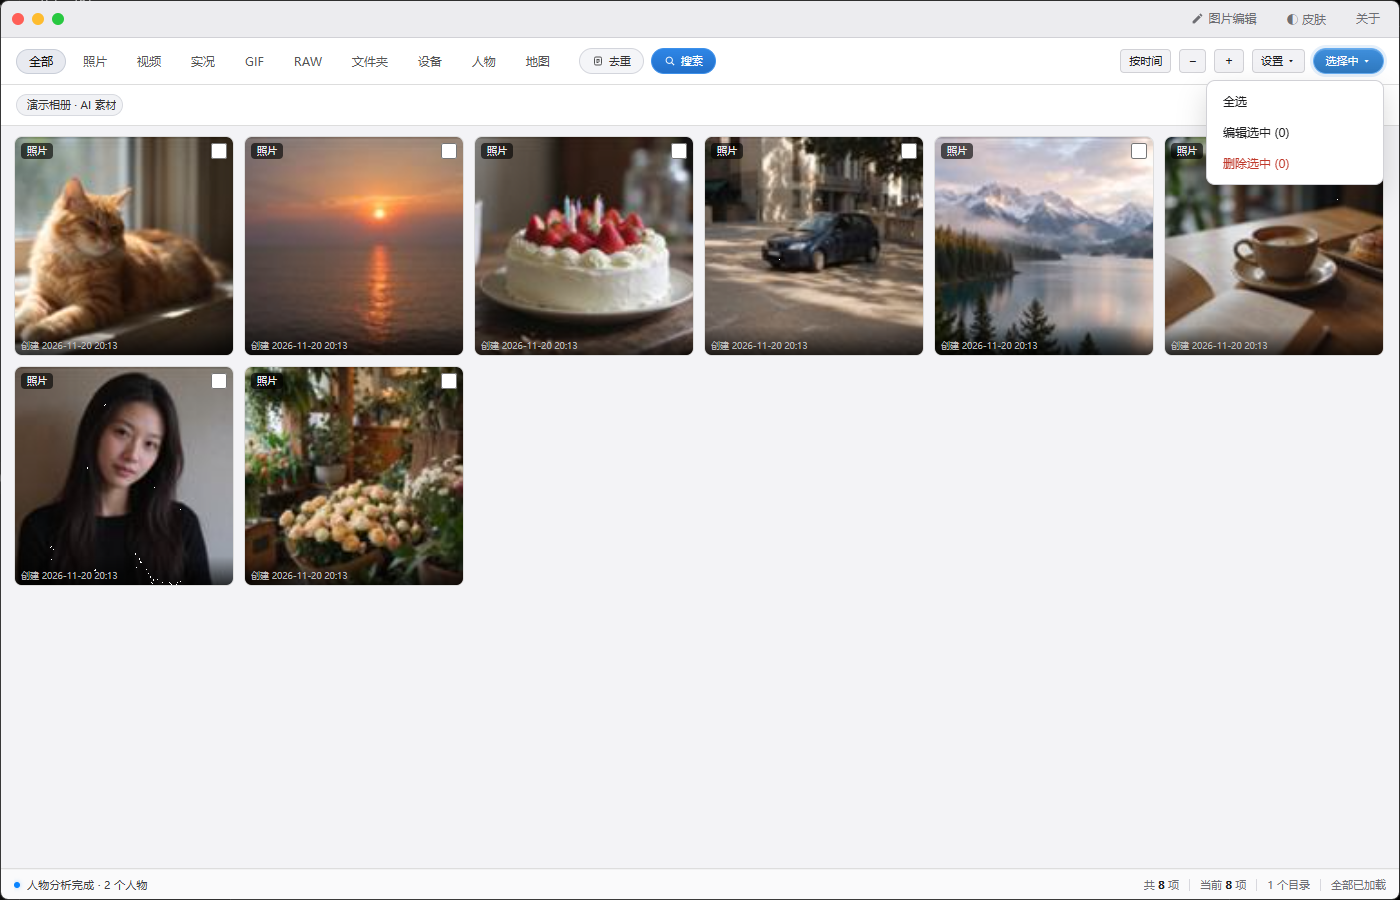 图片编辑 皮肤 关于
全部 照片 视频 实况 GIF RAW 文件夹 设备 人物 地图 去重 搜索 按时间 − + 设置 选择中
演示相册 · AI 素材
全选
编辑选中 (0)
删除选中 (0)
照片 照片 照片 照片 照片 照片
创建 2026-11-20 20:13 创建 2026-11-20 20:13 创建 2026-11-20 20:13 创建 2026-11-20 20:13 创建 2026-11-20 20:13 创建 2026-11-20 20:13
照片 照片
创建 2026-11-20 20:13 创建 2026-11-20 20:13
人物分析完成 · 2 个人物 共 8 项 当前 8 项 1 个目录 全部已加载